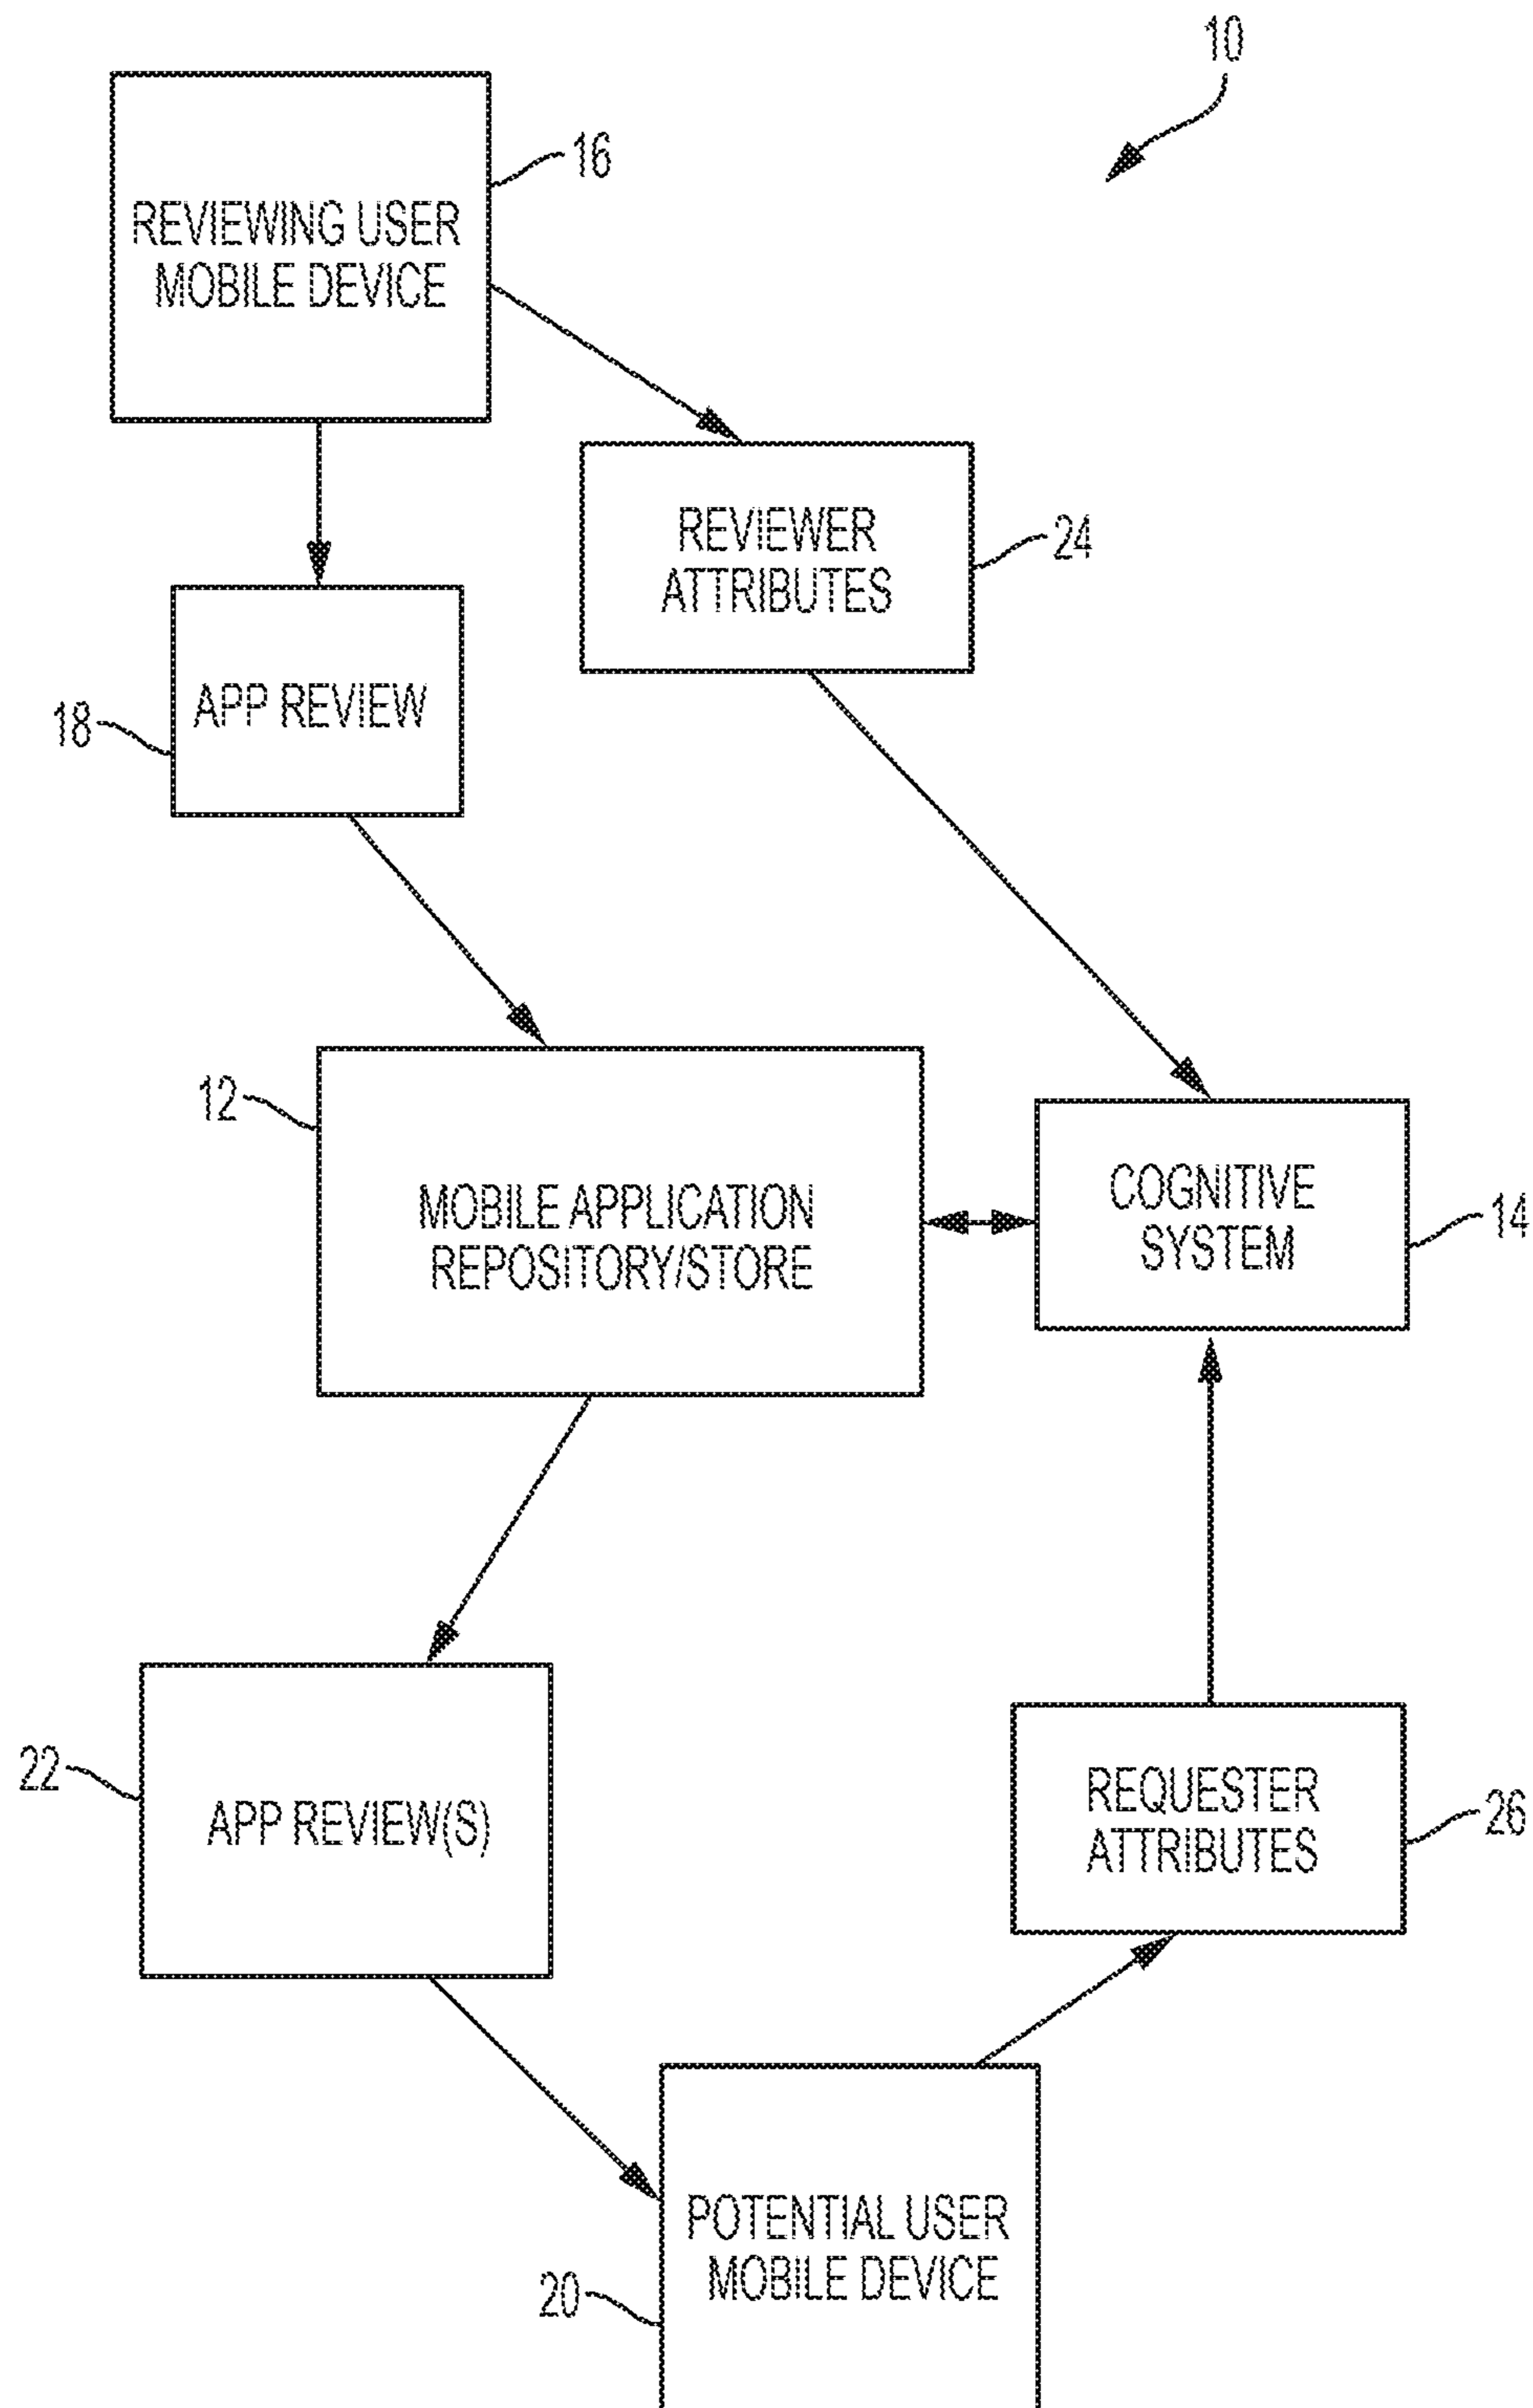 10
REVIEWING USER
MOBILE DEVICE
16
REVIEWER
ATTRIBUTES
24
APP REVIEW
18
12
MOBILE APPLICATION
REPOSITORY/STORE
COGNITIVE
SYSTEM
14
22
APP REVIEW(S)
REQUESTER
ATTRIBUTES
26
POTENTIAL USER
MOBILE DEVICE
20